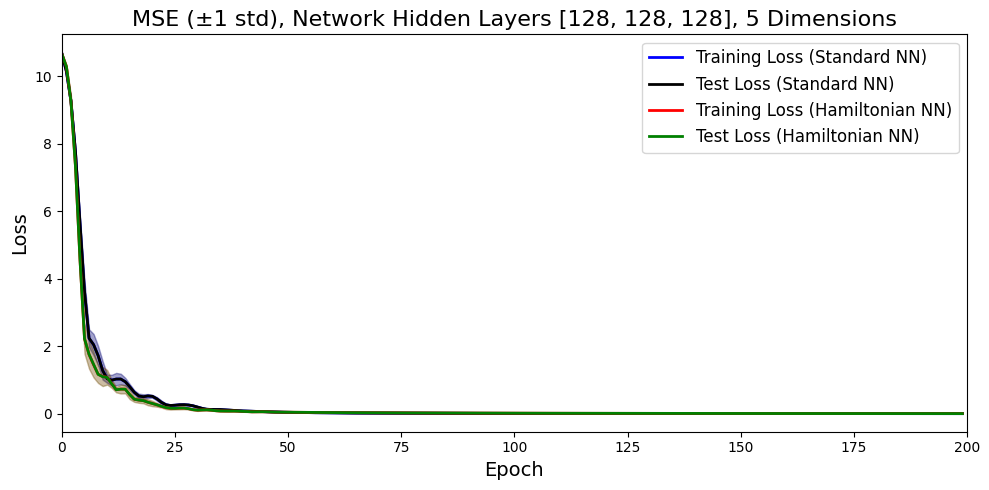 MSE (±1 std), Network Hidden Layers [128, 128, 128], 5 Dimensions
Training Loss (Standard NN)
Test Loss (Standard NN)
Training Loss (Hamiltonian NN)
Test Loss (Hamiltonian NN)
Loss
10
8
6
4
2
0
0 25 50 75 100 125 150 175 200
Epoch